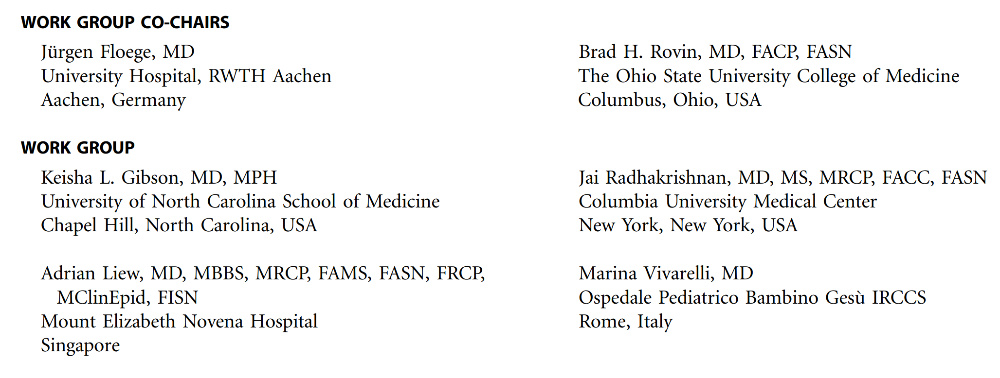 WORK GROUP CO-CHAIRS
Jürgen Floege, MD
University Hospital, RWTH Aachen
Aachen, Germany
Brad H. Rovin, MD, FACP, FASN
The Ohio State University College of Medicine
Columbus, Ohio, USA
WORK GROUP
Keisha L. Gibson, MD, MPH
University of North Carolina School of Medicine
Chapel Hill, North Carolina, USA
Jai Radhakrishnan, MD, MS, MRCP, FACC, FASN
Columbia University Medical Center
New York, New York, USA
Adrian Liew, MD, MBBS, MRCP, FAMS, FASN, FRCP,
MClinEpid, FISN
Mount Elizabeth Novena Hospital
Singapore
Marina Vivarelli, MD
Ospedale Pediatrico Bambino Gesù IRCCS
Rome, Italy